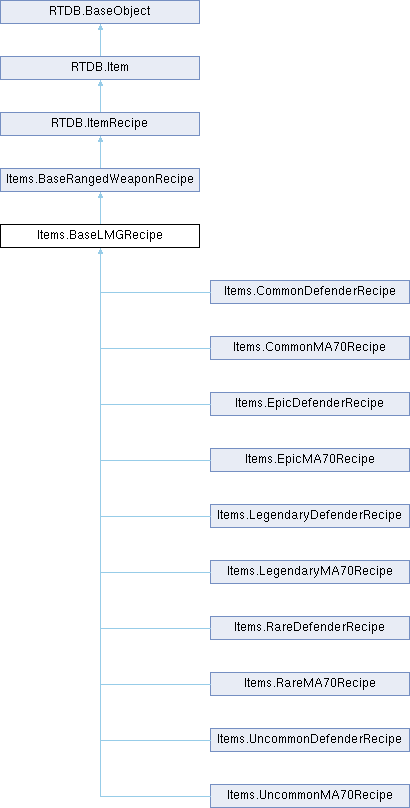 RTDB.BaseObject
RTDB.Item
RTDB.ItemRecipe
Items.BaseRangedWeaponRecipe
Items.BaseLMGRecipe
Items.CommonDefenderRecipe
Items.CommonMA70Recipe
Items.EpicDefenderRecipe
Items.EpicMA70Recipe
Items.LegendaryDefenderRecipe
Items.LegendaryMA70Recipe
Items.RareDefenderRecipe
Items.RareMA70Recipe
Items.UncommonDefenderRecipe
Items.UncommonMA70Recipe